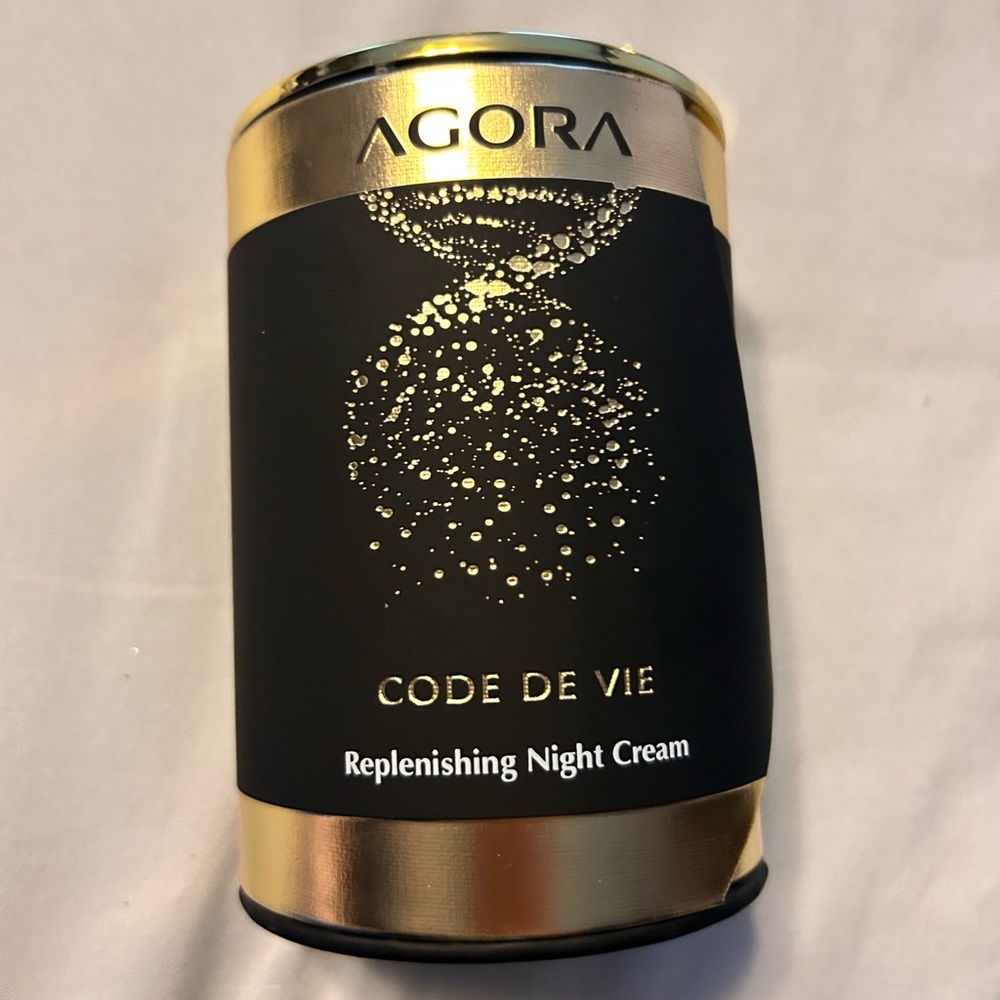 AGORA
CODE DE VIE
Replenishing Night Cream